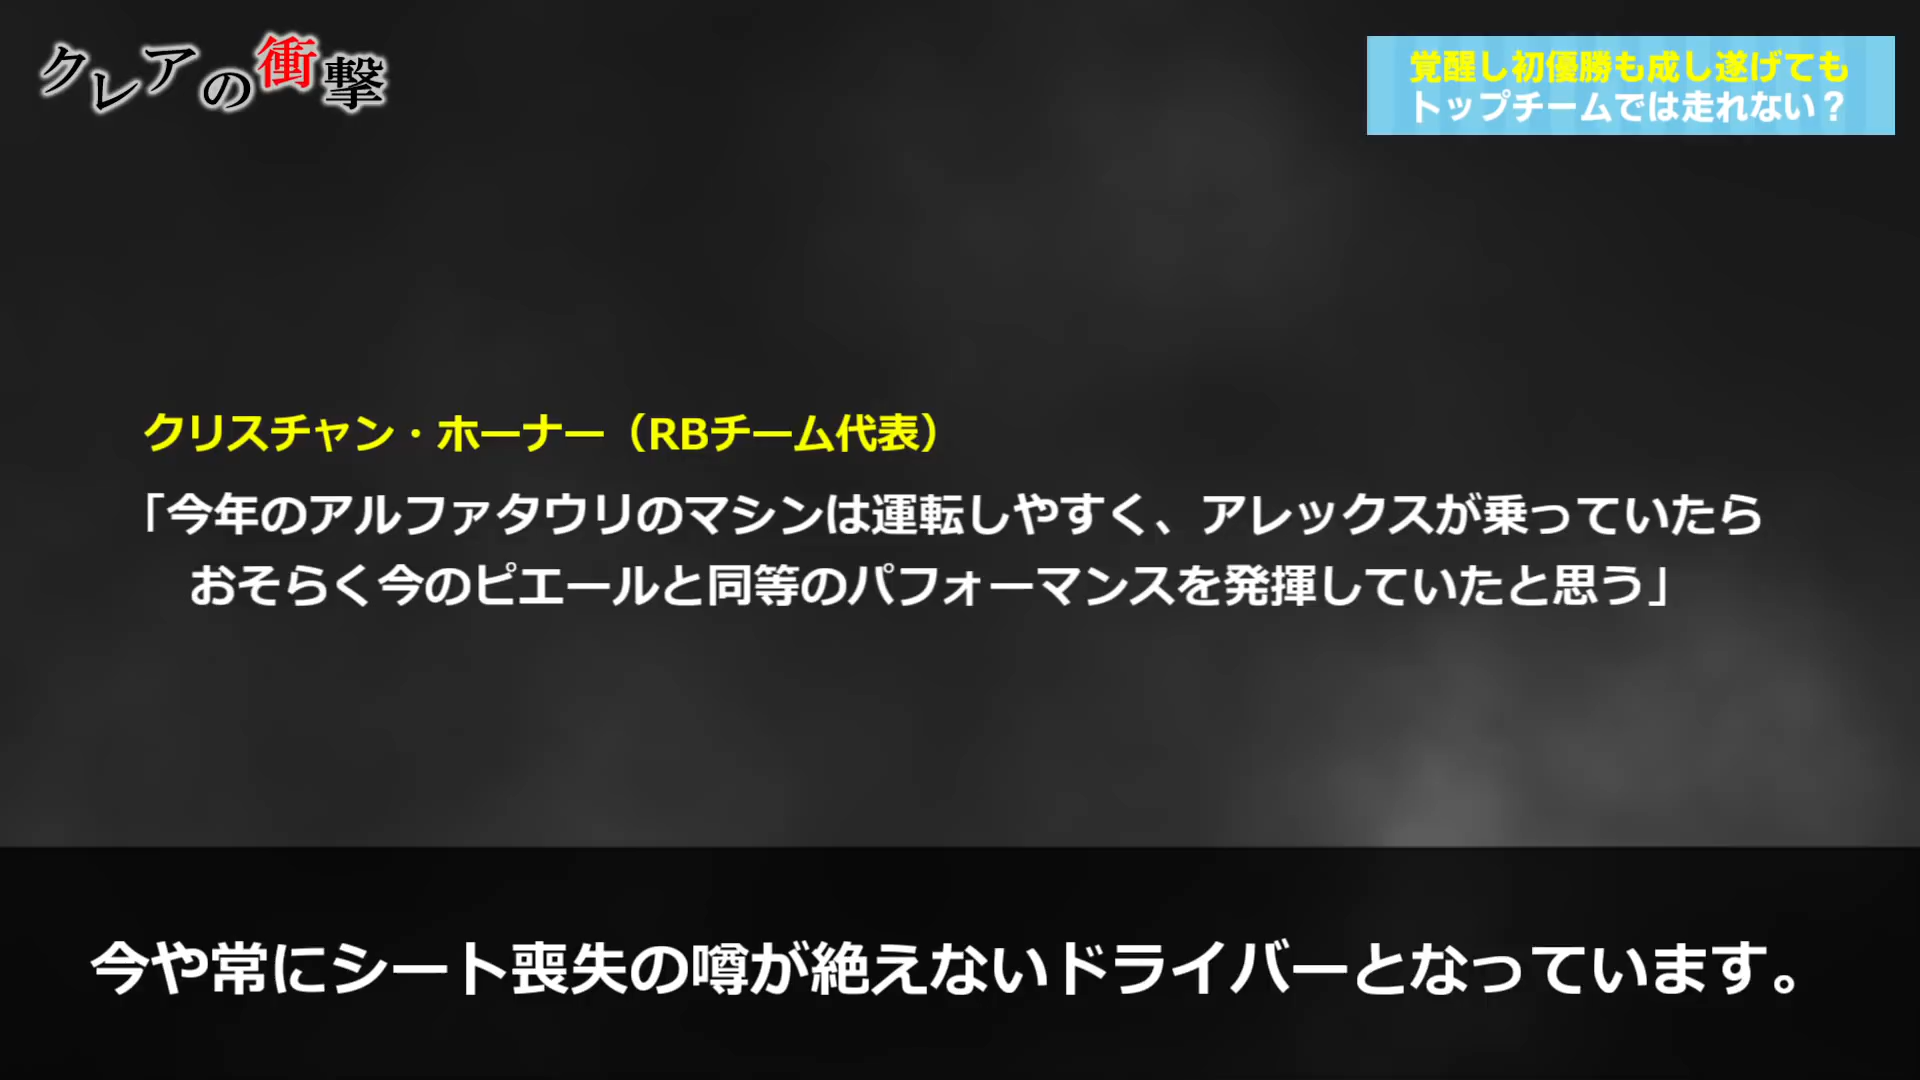 クレアの衝撃
覚醒し初優勝も成し遂げても
トップチームでは走れない？
クリスチャン・ホーナー（RBチーム代表）
「今年のアルファタウリのマシンは運転しやすく、アレックスが乗っていたら
おそらく今のピエールと同等のパフォーマンスを発揮していたと思う」
今や常にシート喪失の噂が絶えないドライバーとなっています。